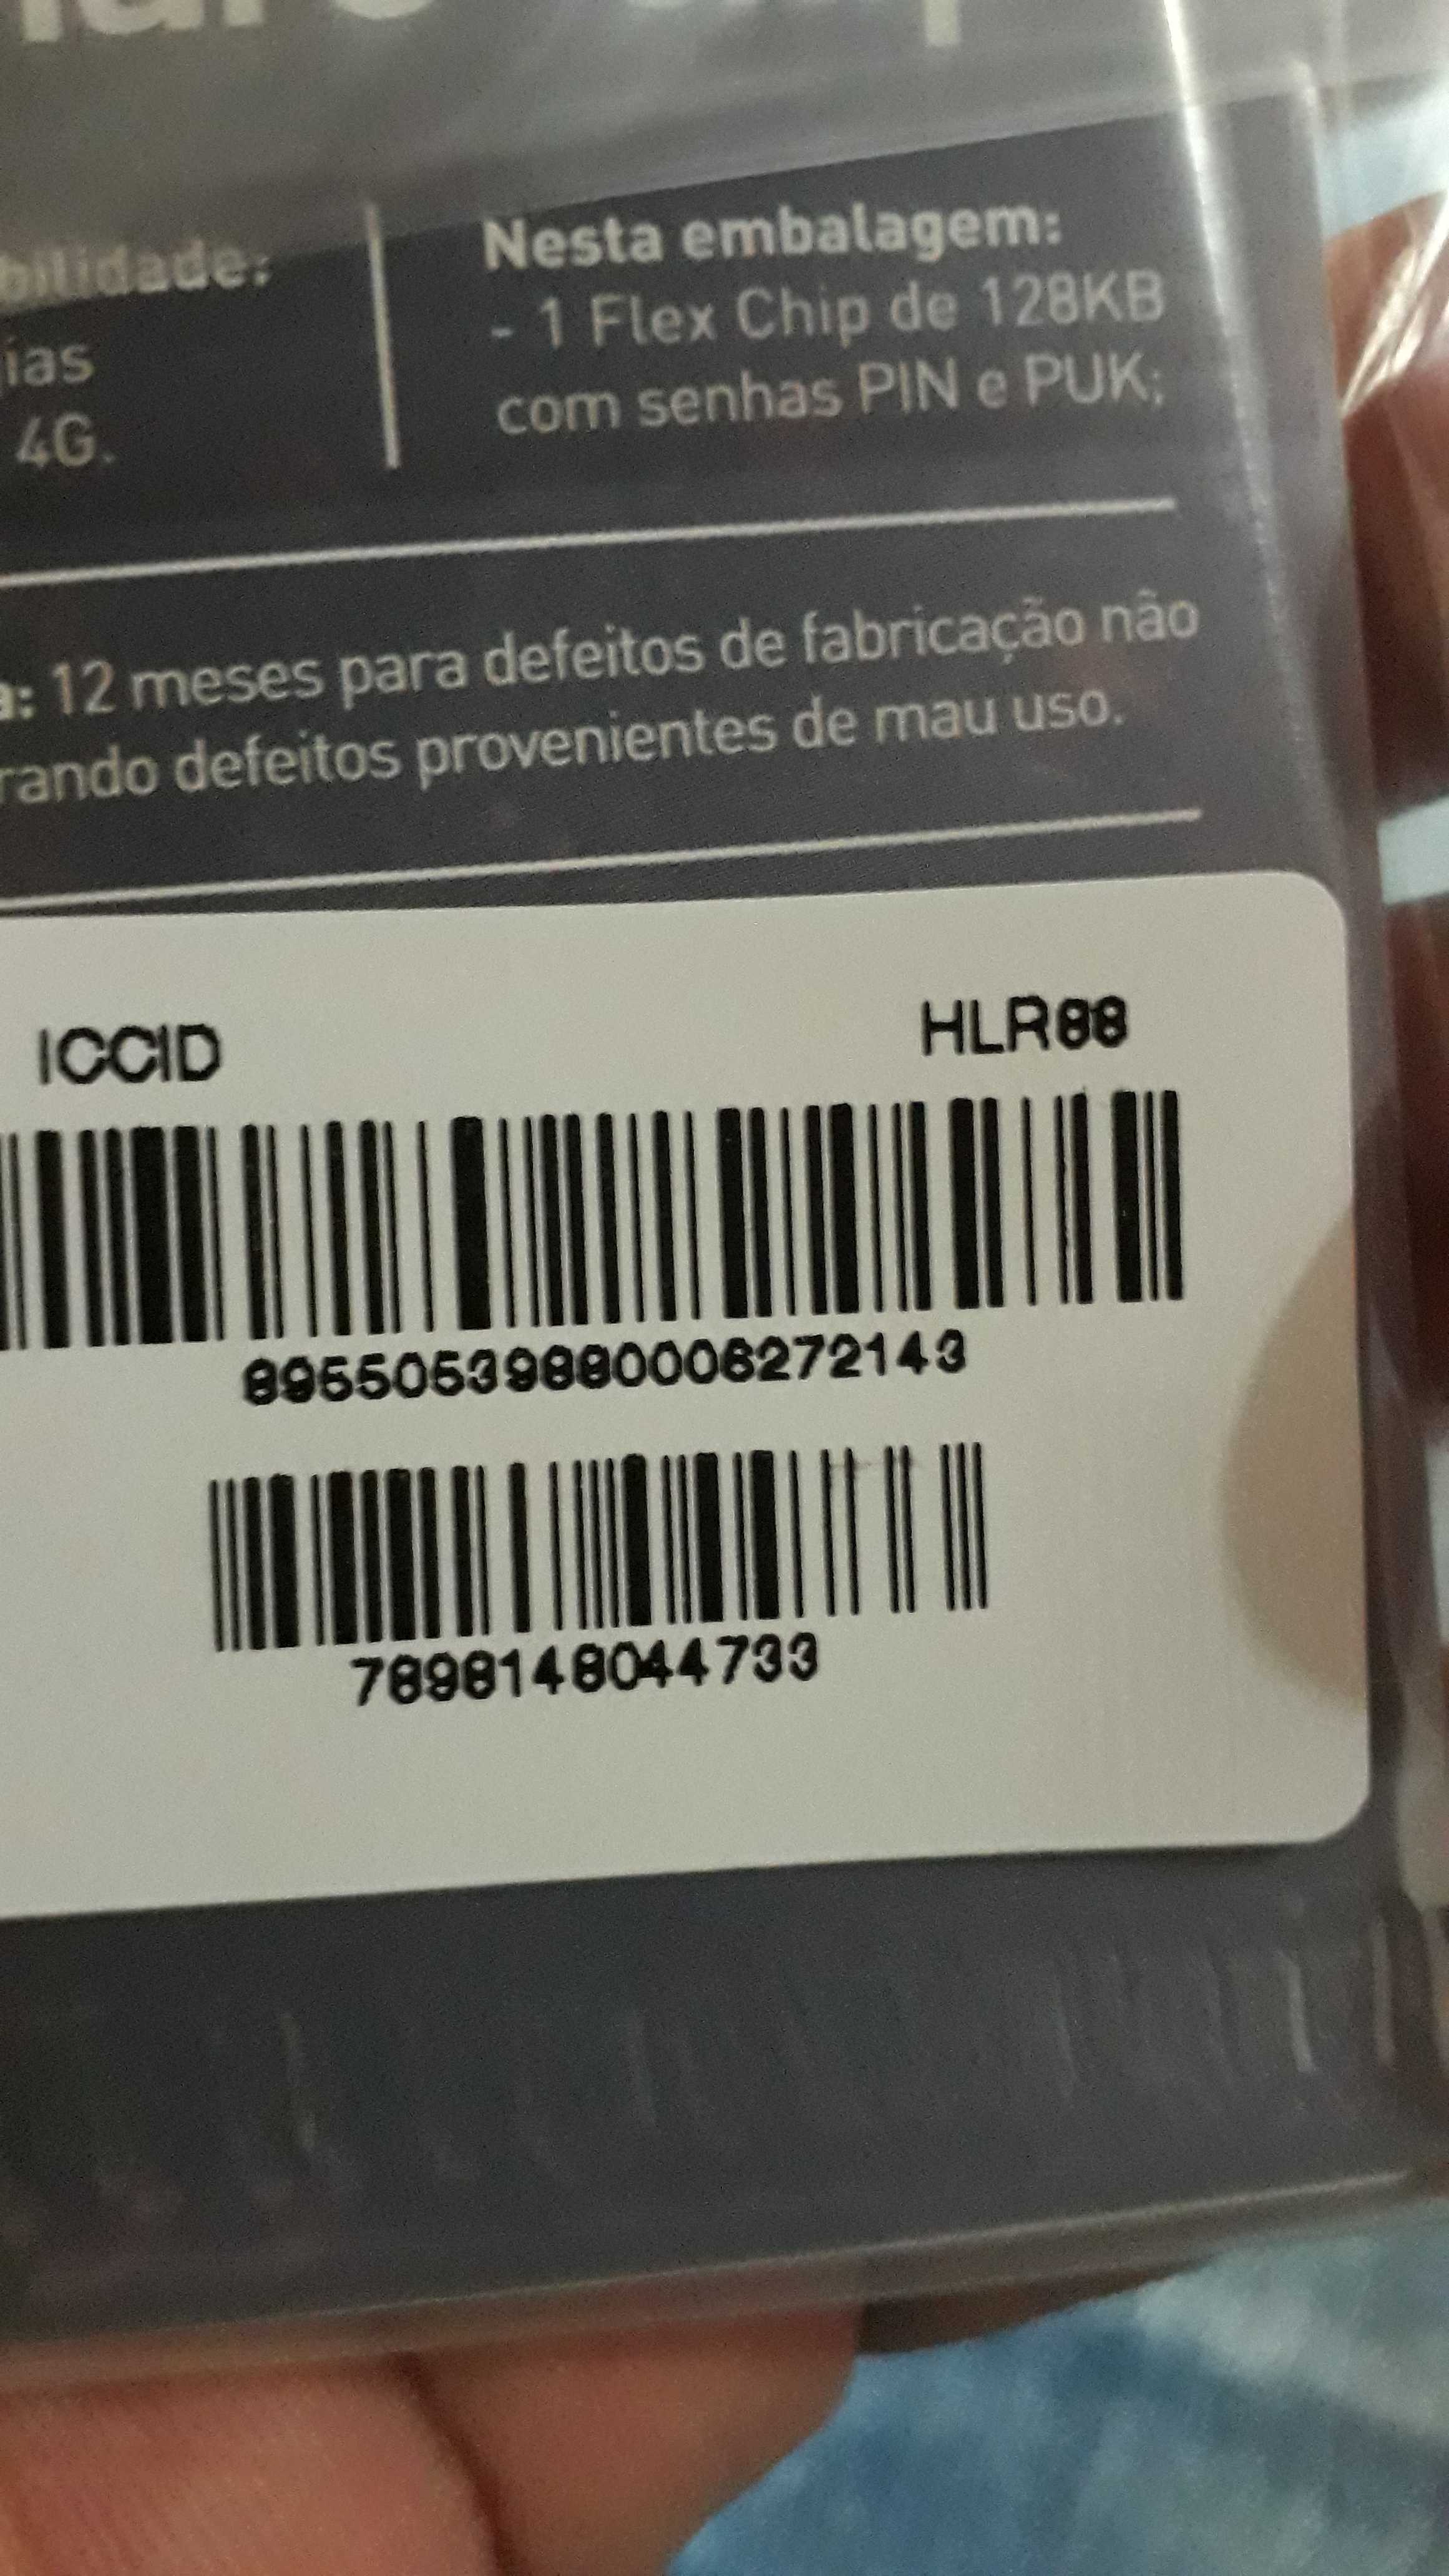 bilidade:
ias
4G.
Nesta embalagem:
- 1 Flex Chip de 128KB
com senhas PIN e PUK;
a: 12 meses para defeitos de fabricação não
rando defeitos provenientes de mau uso.
ICCID HLR88
89550539880006272143
7898148044733